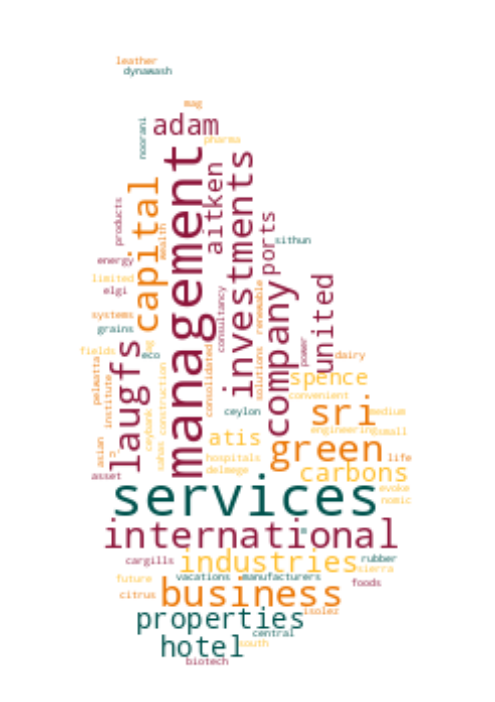 leather
dynawash
mag
adam
noorani
pharma
management
aitken
investments
capital
products
wealth
ports
sithun
energy
limited
elgi
systems
grains
consultancy
renewable
united
company
power
fields
eco
laugfs
pelwatta
institute
construction
consolidated
solutions
dairy
spence
convenient
ceylon
sri
medium
ceybank
sahas
asian
atis
engineering
small
green
hospitals
delmege
life
asset
carbons
services
evoke
nomic
international
cargills
industries
rubber
sierra
future
vacations
manufacturers
foods
citrus
business
isolez
properties
central
hotel
south
biotech